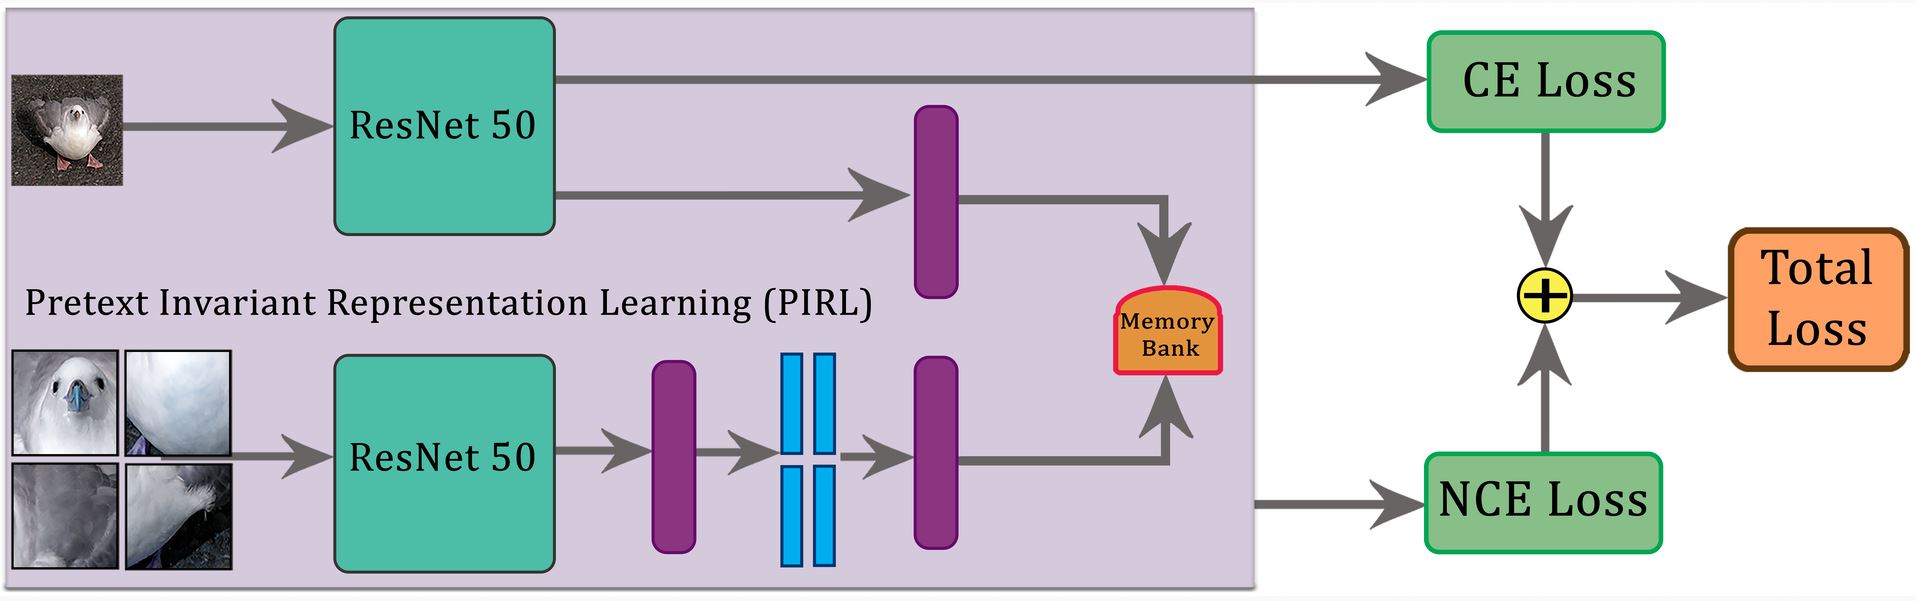 ResNet 50
CE Loss
Pretext Invariant Representation Learning (PIRL)
Memory
Bank
Total
Loss
ResNet 50
NCE Loss